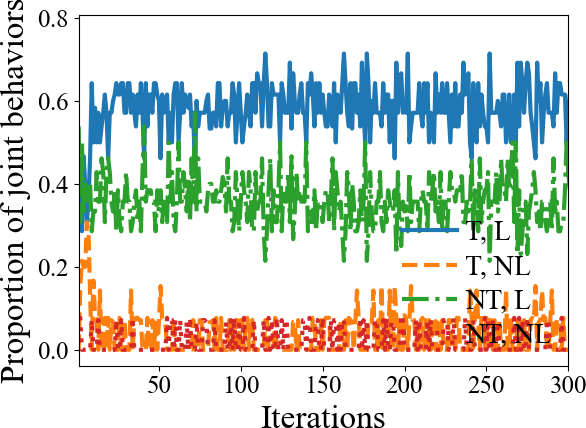 Proportion of joint behaviors
0.8
0.6
0.4
0.2
0.0
T, L
T, NL
NT, L
NT, NL
50
100
150
200
250
300
Iterations